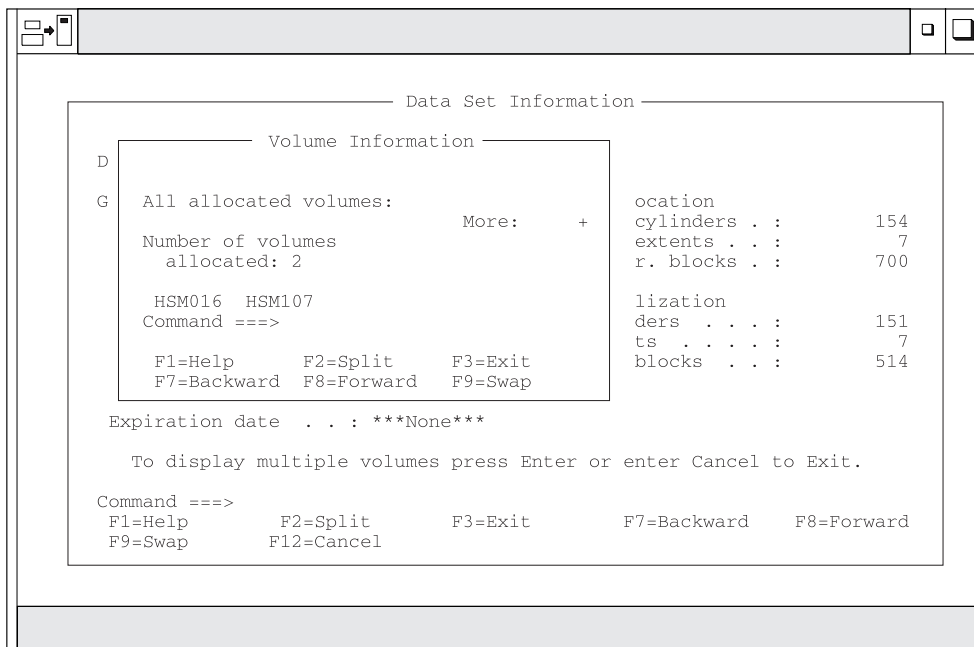 Data Set Information
Volume Information
D
G All allocated volumes: ocation
More: + cylinders . : 154
Number of volumes extents . . : 7
allocated: 2 r. blocks . : 700
HSM016 HSM107 lization
Command ===> ders . . . : 151
ts . . . . : 7
F1=Help F2=Split F3=Exit blocks . . : 514
F7=Backward F8=Forward F9=Swap
Expiration date . . : ***None***
To display multiple volumes press Enter or enter Cancel to Exit.
Command ===>
F1=Help F2=Split F3=Exit F7=Backward F8=Forward
F9=Swap F12=Cancel